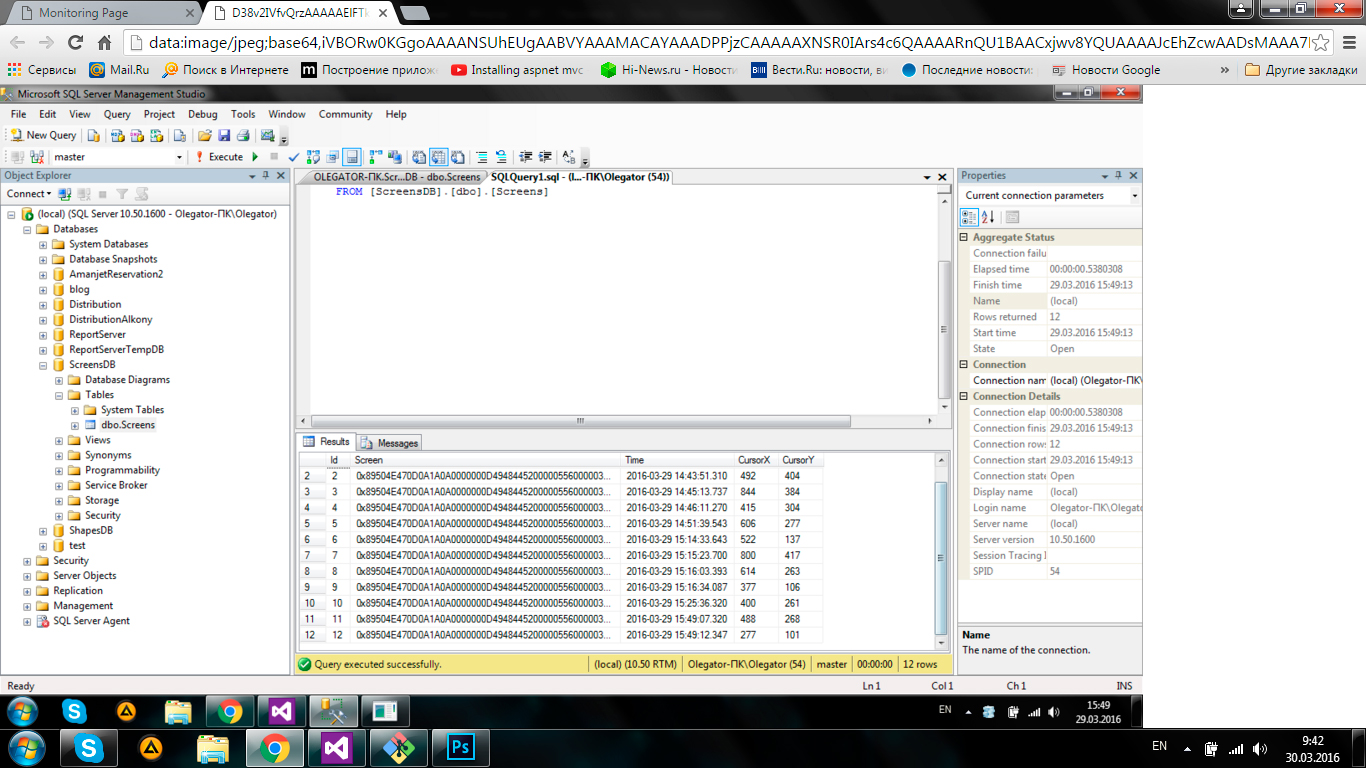 Monitoring Page
D38v2IVfvQrzAAAAAElFTk
data:image/jpeg;base64,iVBORw0KGgoAAAANSUhEUgAABVYAAAMACAYAAADPPjzCAAAAAXNSR0IArs4c6QAAAARnQU1BAACxjwv8YQUAAAAJcEhZcwAADsMAAA7
Сервисы
Mail.Ru
Поиск в Интернете
Построение прилож
Installing aspnet mvc
Hi-News.ru - Новости
Вести.Ru: новости, ви
Последние новости:
Новости Google
»
Другие закладки
Microsoft SQL Server Management Studio
File Edit View Query Project Debug Tools Window Community Help
New Query
master
Execute
Object Explorer
Connect
(local) (SQL Server 10.50.1600 - Olegator-ПК\Olegator)
Databases
System Databases
Database Snapshots
AmanjetReservation2
blog
Distribution
DistributionAlkony
ReportServer
ReportServerTempDB
ScreensDB
Database Diagrams
Tables
System Tables
dbo.Screens
Views
Synonyms
Programmability
Service Broker
Storage
Security
ShapesDB
test
Security
Server Objects
Replication
Management
SQL Server Agent
OLEGATOR-ПК.Scr...DB - dbo.Screens
SQLQuery1.sql - (l...-ПК\Olegator (54))
FROM [ScreensDB].[dbo].[Screens]
Results
Messages
Id Screen Time CursorX CursorY
2 2 0x89504E470D0A1A0A0000000D4948445200000556000003... 2016-03-29 14:43:51.310 492 404
3 3 0x89504E470D0A1A0A0000000D4948445200000556000003... 2016-03-29 14:45:13.737 844 384
4 4 0x89504E470D0A1A0A0000000D4948445200000556000003... 2016-03-29 14:46:11.270 415 304
5 5 0x89504E470D0A1A0A0000000D4948445200000556000003... 2016-03-29 14:51:39.543 606 277
6 6 0x89504E470D0A1A0A0000000D4948445200000556000003... 2016-03-29 15:14:33.643 522 137
7 7 0x89504E470D0A1A0A0000000D4948445200000556000003... 2016-03-29 15:15:23.700 800 417
8 8 0x89504E470D0A1A0A0000000D4948445200000556000003... 2016-03-29 15:16:03.393 614 263
9 9 0x89504E470D0A1A0A0000000D4948445200000556000003... 2016-03-29 15:16:34.087 377 106
10 10 0x89504E470D0A1A0A0000000D4948445200000556000003... 2016-03-29 15:25:36.320 400 261
11 11 0x89504E470D0A1A0A0000000D4948445200000556000003... 2016-03-29 15:49:07.320 488 268
12 12 0x89504E470D0A1A0A0000000D4948445200000556000003... 2016-03-29 15:49:12.347 277 101
Query executed successfully.
(local) (10.50 RTM)
Olegator-ПК\Olegator (54)
master
00:00:00
12 rows
Properties
Current connection parameters
Aggregate Status
Connection failu
Elapsed time 00:00:00.5380308
Finish time 29.03.2016 15:49:13
Name (local)
Rows returned 12
Start time 29.03.2016 15:49:13
State Open
Connection
Connection nam (local) (Olegator-ПК\
Connection Details
Connection elap 00:00:00.5380308
Connection finis 29.03.2016 15:49:13
Connection rows 12
Connection start 29.03.2016 15:49:13
Connection state Open
Display name (local)
Login name Olegator-ПК\Olegato
Server name (local)
Server version 10.50.1600
Session Tracing I
SPID 54
Name
The name of the connection.
Ready
Ln 1 Col 1 Ch 1 INS
EN
15:49
29.03.2016
Ps
EN
9:42
30.03.2016